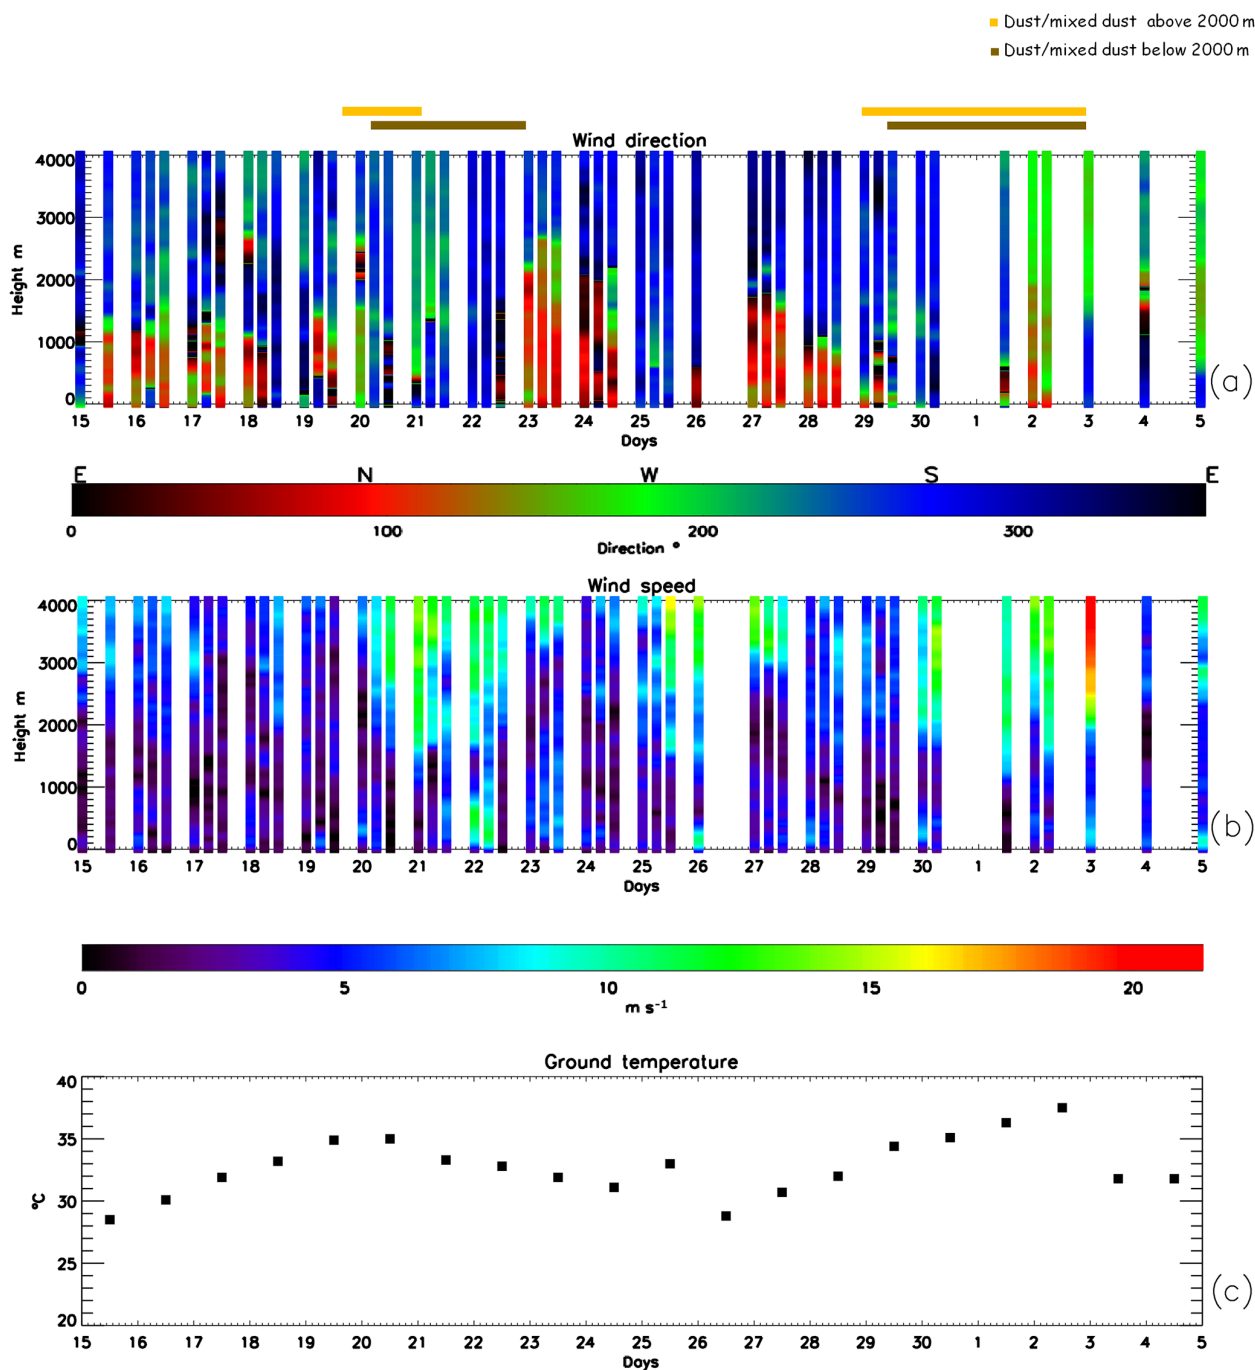 Dust/mixed dust above 2000 m
Dust/mixed dust below 2000 m
Wind direction
4000
3000
2000
1000
0
Height m
15 16 17 18 19 20 21 22 23 24 25 26 27 28 29 30 1 2 3 4 5
Days
(a)
E N W S E
0 100 200 300
Direction °
Wind speed
4000
3000
2000
1000
0
Height m
15 16 17 18 19 20 21 22 23 24 25 26 27 28 29 30 1 2 3 4 5
Days
(b)
0 5 10 15 20
m s⁻¹
Ground temperature
40
35
30
25
20
°C
15 16 17 18 19 20 21 22 23 24 25 26 27 28 29 30 1 2 3 4 5
Days
(c)